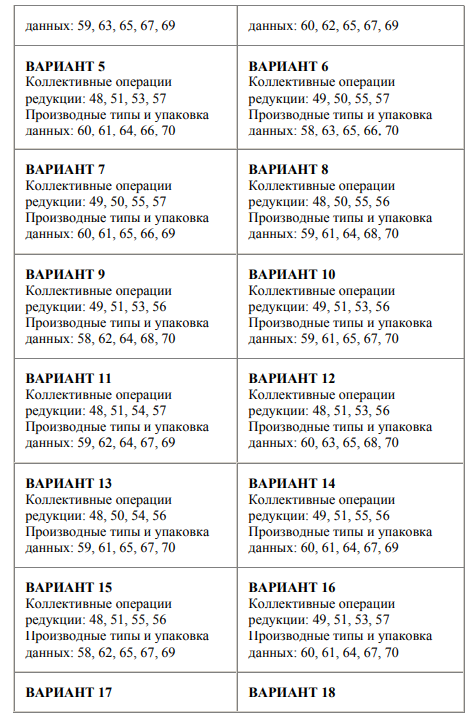 данных: 59, 63, 65, 67, 69
данных: 60, 62, 65, 67, 69
ВАРИАНТ 5
Коллективные операции
редукции: 48, 51, 53, 57
Производные типы и упаковка
данных: 60, 61, 64, 66, 70
ВАРИАНТ 6
Коллективные операции
редукции: 49, 50, 55, 57
Производные типы и упаковка
данных: 58, 63, 65, 66, 70
ВАРИАНТ 7
Коллективные операции
редукции: 49, 50, 55, 57
Производные типы и упаковка
данных: 60, 61, 65, 66, 69
ВАРИАНТ 8
Коллективные операции
редукции: 48, 50, 55, 56
Производные типы и упаковка
данных: 59, 61, 64, 68, 70
ВАРИАНТ 9
Коллективные операции
редукции: 49, 51, 53, 56
Производные типы и упаковка
данных: 58, 62, 64, 68, 70
ВАРИАНТ 10
Коллективные операции
редукции: 49, 51, 53, 56
Производные типы и упаковка
данных: 59, 61, 65, 67, 70
ВАРИАНТ 11
Коллективные операции
редукции: 48, 51, 54, 57
Производные типы и упаковка
данных: 59, 62, 64, 67, 69
ВАРИАНТ 12
Коллективные операции
редукции: 48, 51, 53, 56
Производные типы и упаковка
данных: 60, 63, 65, 68, 70
ВАРИАНТ 13
Коллективные операции
редукции: 48, 50, 54, 56
Производные типы и упаковка
данных: 59, 61, 65, 67, 70
ВАРИАНТ 14
Коллективные операции
редукции: 49, 51, 55, 56
Производные типы и упаковка
данных: 60, 61, 64, 67, 69
ВАРИАНТ 15
Коллективные операции
редукции: 48, 51, 55, 56
Производные типы и упаковка
данных: 58, 62, 65, 67, 69
ВАРИАНТ 16
Коллективные операции
редукции: 49, 51, 53, 57
Производные типы и упаковка
данных: 60, 61, 64, 67, 70
ВАРИАНТ 17
ВАРИАНТ 18